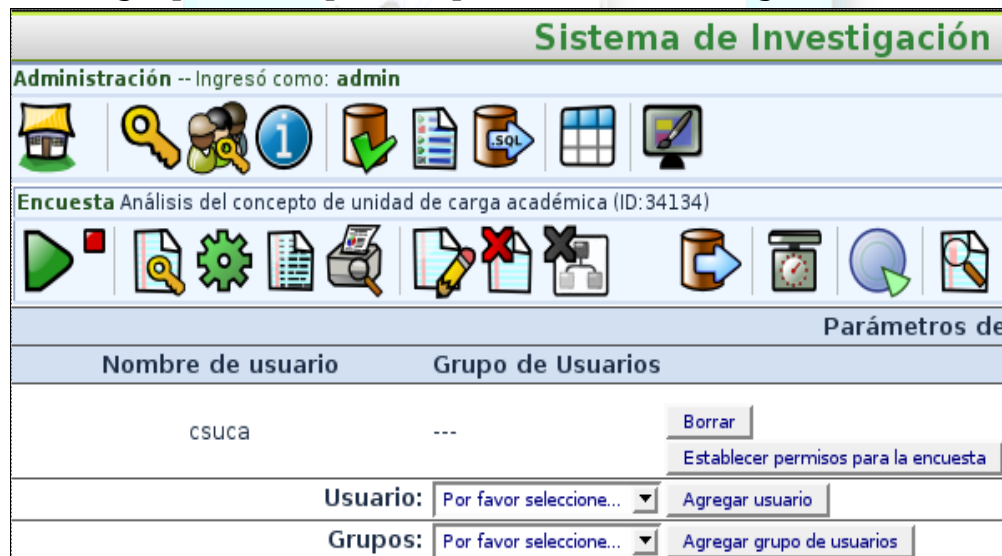 Sistema de Investigación
Administración -- Ingresó como: admin
.SQL
Encuesta Análisis del concepto de unidad de carga académica (ID:34134)
Parámetros de
Nombre de usuario Grupo de Usuarios
csuca --- Borrar
Establecer permisos para la encuesta
Usuario: Por favor seleccione... Agregar usuario
Grupos: Por favor seleccione... Agregar grupo de usuarios